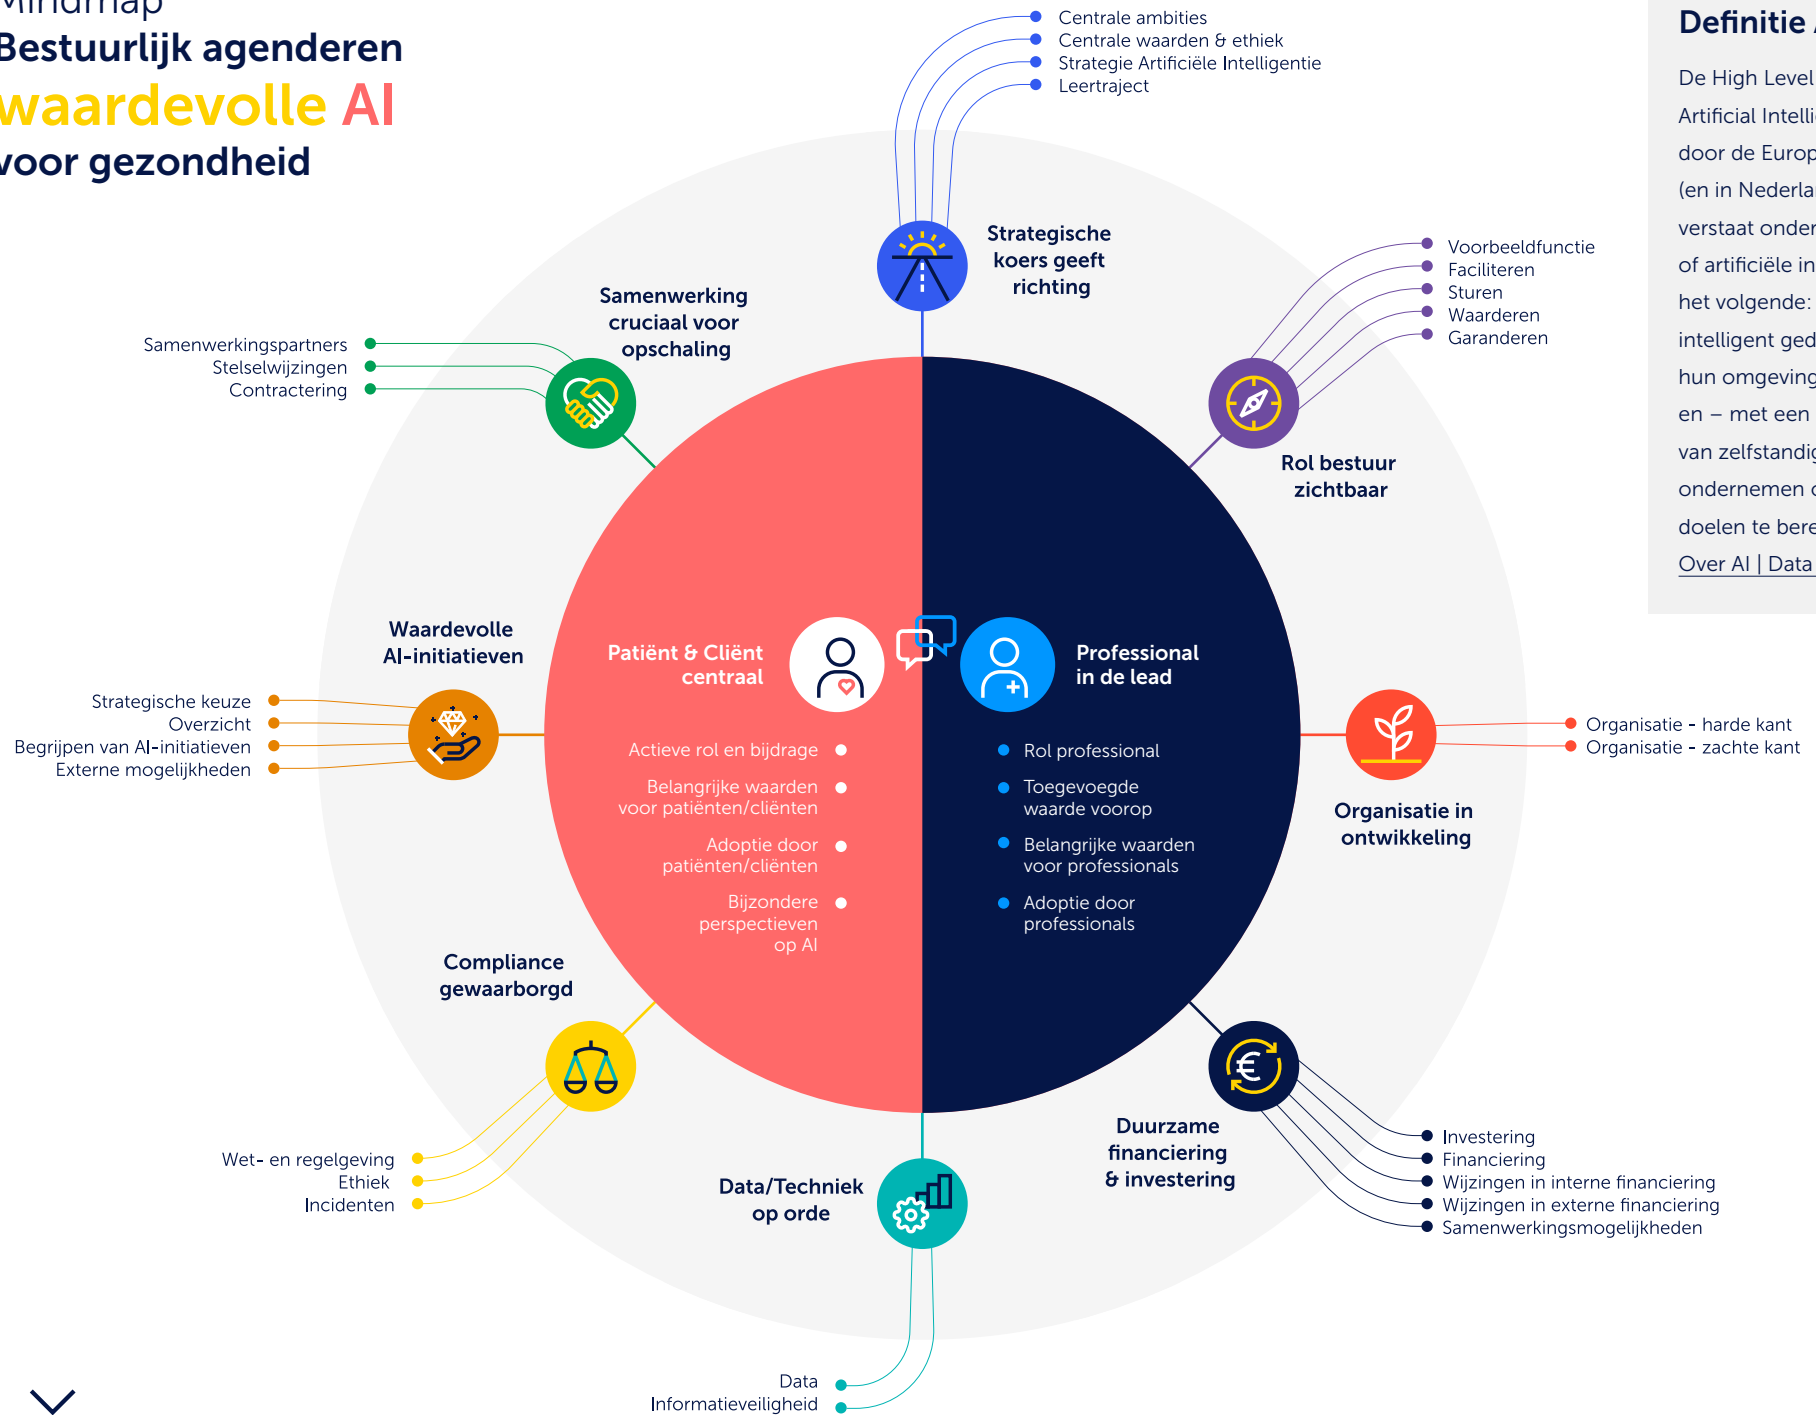 Mindmap
Bestuurlijk agenderen
waardevolle AI
voor gezondheid
Centrale ambities
Centrale waarden & ethiek
Strategie Artificiële Intelligentie
Leertraject
Strategische
koers geeft
richting
Voorbeeldfunctie
Faciliteren
Sturen
Waarderen
Garanderen
Rol bestuur
zichtbaar
Samenwerking
cruciaal voor
opschaling
Samenwerkingspartners
Stelselwijzingen
Contractering
Waardevolle
AI-initiatieven
Strategische keuze
Overzicht
Begrijpen van AI-initiatieven
Externe mogelijkheden
Patiënt & Cliënt
centraal
Actieve rol en bijdrage
Belangrijke waarden
voor patiënten/cliënten
Adoptie door
patiënten/cliënten
Bijzondere
perspectieven
op AI
Professional
in de lead
Rol professional
Toegevoegde
waarde voorop
Belangrijke waarden
voor professionals
Adoptie door
professionals
Organisatie - harde kant
Organisatie - zachte kant
Organisatie in
ontwikkeling
Compliance
gewaarborgd
Wet- en regelgeving
Ethiek
Incidenten
Data/Techniek
op orde
Data
Informatieveiligheid
Duurzame
financiering
& investering
Investering
Financiering
Wijzingen in interne financiering
Wijzingen in externe financiering
Samenwerkingsmogelijkheden
Definitie
De High Level
Artificial
door de
(en in
verstaat onder
of artificiële
het volgende:
intelligent
hun omgeving
en – met een
van
ondernemen
doelen te
Over AI | Data